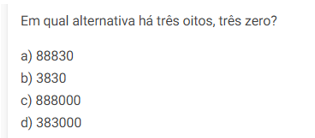 Em qual alternativa há três oitos, três zero?
a) 88830
b) 3830
c) 888000
d) 383000